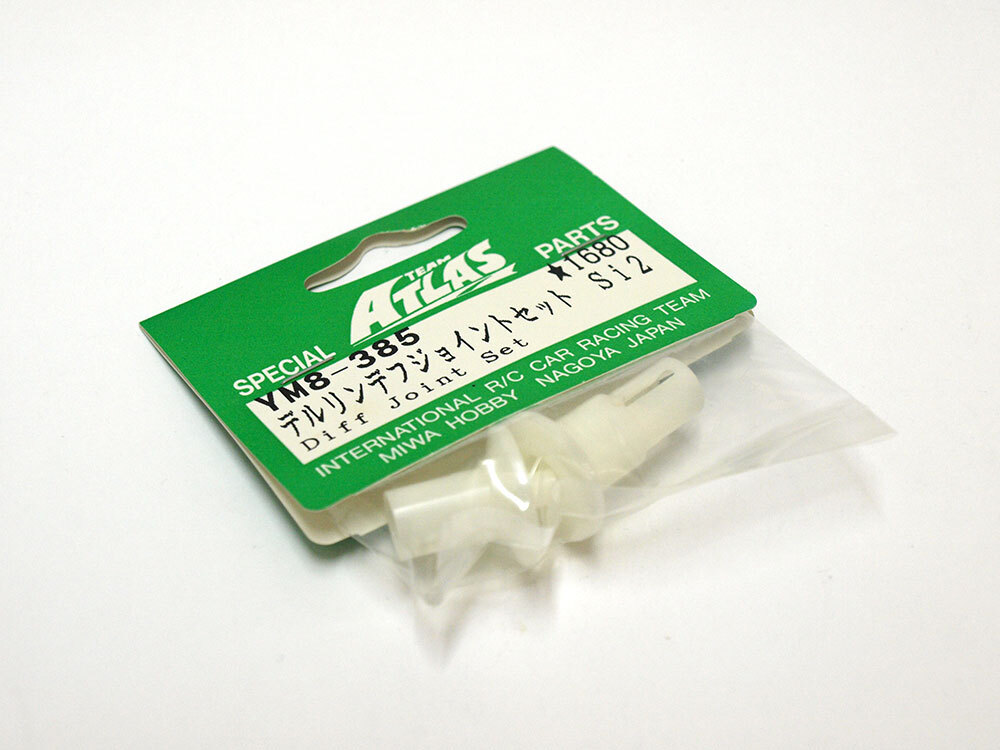 TEAM
ATLAS
SPECIAL PARTS
YM8-385 ★1680
デルリンデフジョイントセット Si2
Diff Joint Set
INTERNATIONAL R/C CAR RACING TEAM
MIWA HOBBY NAGOYA JAPAN